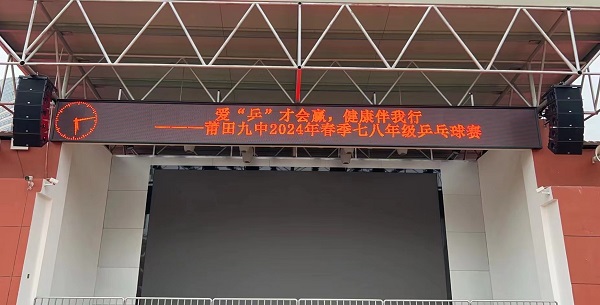 爱“乒”才会赢，健康伴我行
———莆田九中2024年春季七八年级乒乓球赛